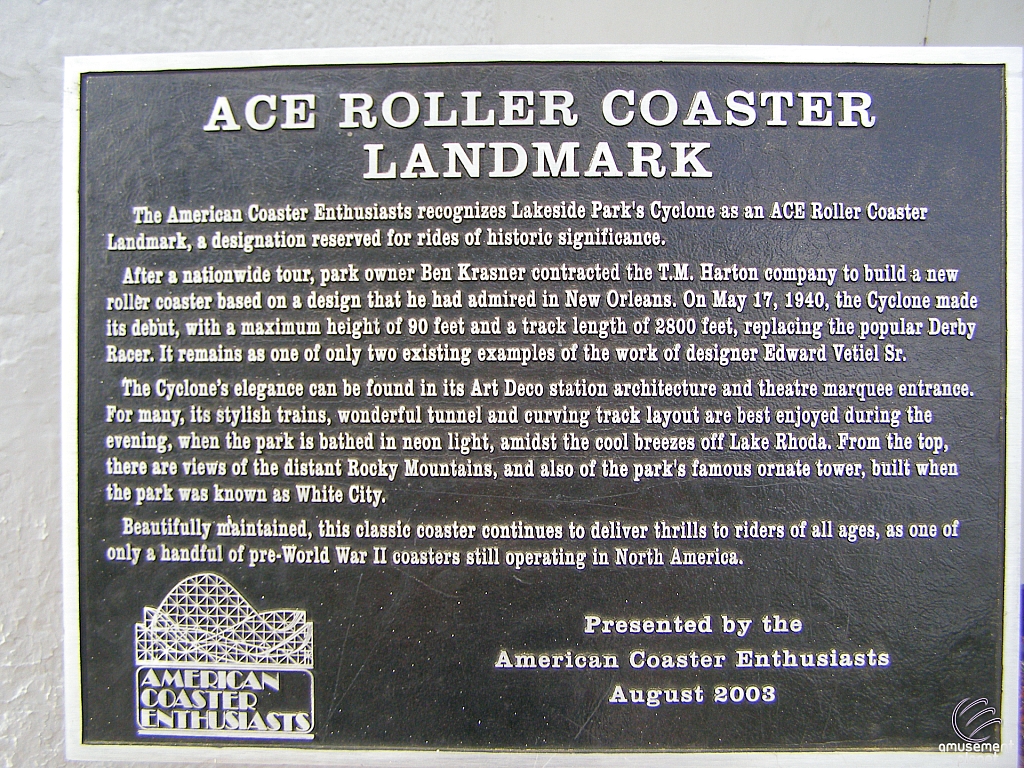 ACE ROLLER COASTER
LANDMARK
The American Coaster Enthusiasts recognizes Lakeside Park's Cyclone as an ACE Roller Coaster
Landmark, a designation reserved for rides of historic significance.
After a nationwide tour, park owner Ben Krasner contracted the T.M. Harton company to build a new
roller coaster based on a design that he had admired in New Orleans. On May 17, 1940, the Cyclone made
its debut, with a maximum height of 90 feet and a track length of 2800 feet, replacing the popular Derby
Racer. It remains as one of only two existing examples of the work of designer Edward Vetiel Sr.
The Cyclone's elegance can be found in its Art Deco station architecture and theatre marquee entrance.
For many, its stylish trains, wonderful tunnel and curving track layout are best enjoyed during the
evening, when the park is bathed in neon light, amidst the cool breezes off Lake Rhoda. From the top,
there are views of the distant Rocky Mountains, and also of the park's famous ornate tower, built when
the park was known as White City.
Beautifully maintained, this classic coaster continues to deliver thrills to riders of all ages, as one of
only a handful of pre-World War II coasters still operating in North America.
Presented by the
American Coaster Enthusiasts
August 2003
AMERICAN
COASTER
ENTHUSIASTS